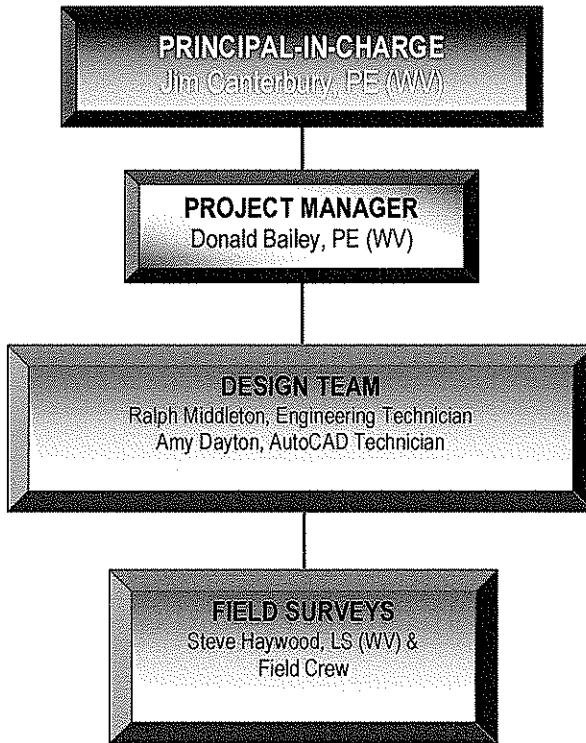 PRINCIPAL-IN-CHARGE
Jim Canterbury, PE (WV)
PROJECT MANAGER
Donald Bailey, PE (WV)
DESIGN TEAM
Ralph Middleton, Engineering Technician
Amy Dayton, AutoCAD Technician
FIELD SURVEYS
Steve Haywood, LS (WV) &
Field Crew